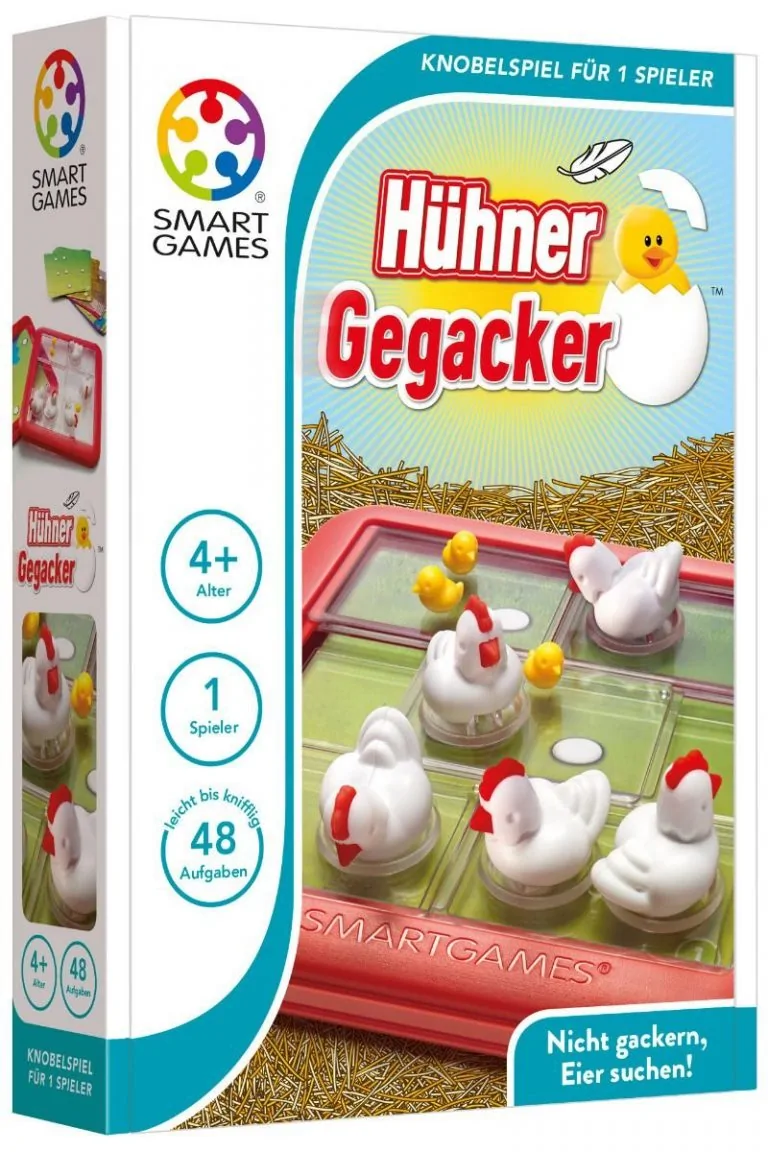 SMART
GAMES
Hühner
Gegacker
4+
Alter
48
Aufgaben
KNOBELSPIEL
FÜR 1 SPIELER
SMART
GAMES
®
KNOBELSPIEL FÜR 1 SPIELER
Hühner
Gegacker
™
4+
Alter
1
Spieler
leicht bis knifflig
48
Aufgaben
SMARTGAMES®
Nicht gackern,
Eier suchen!